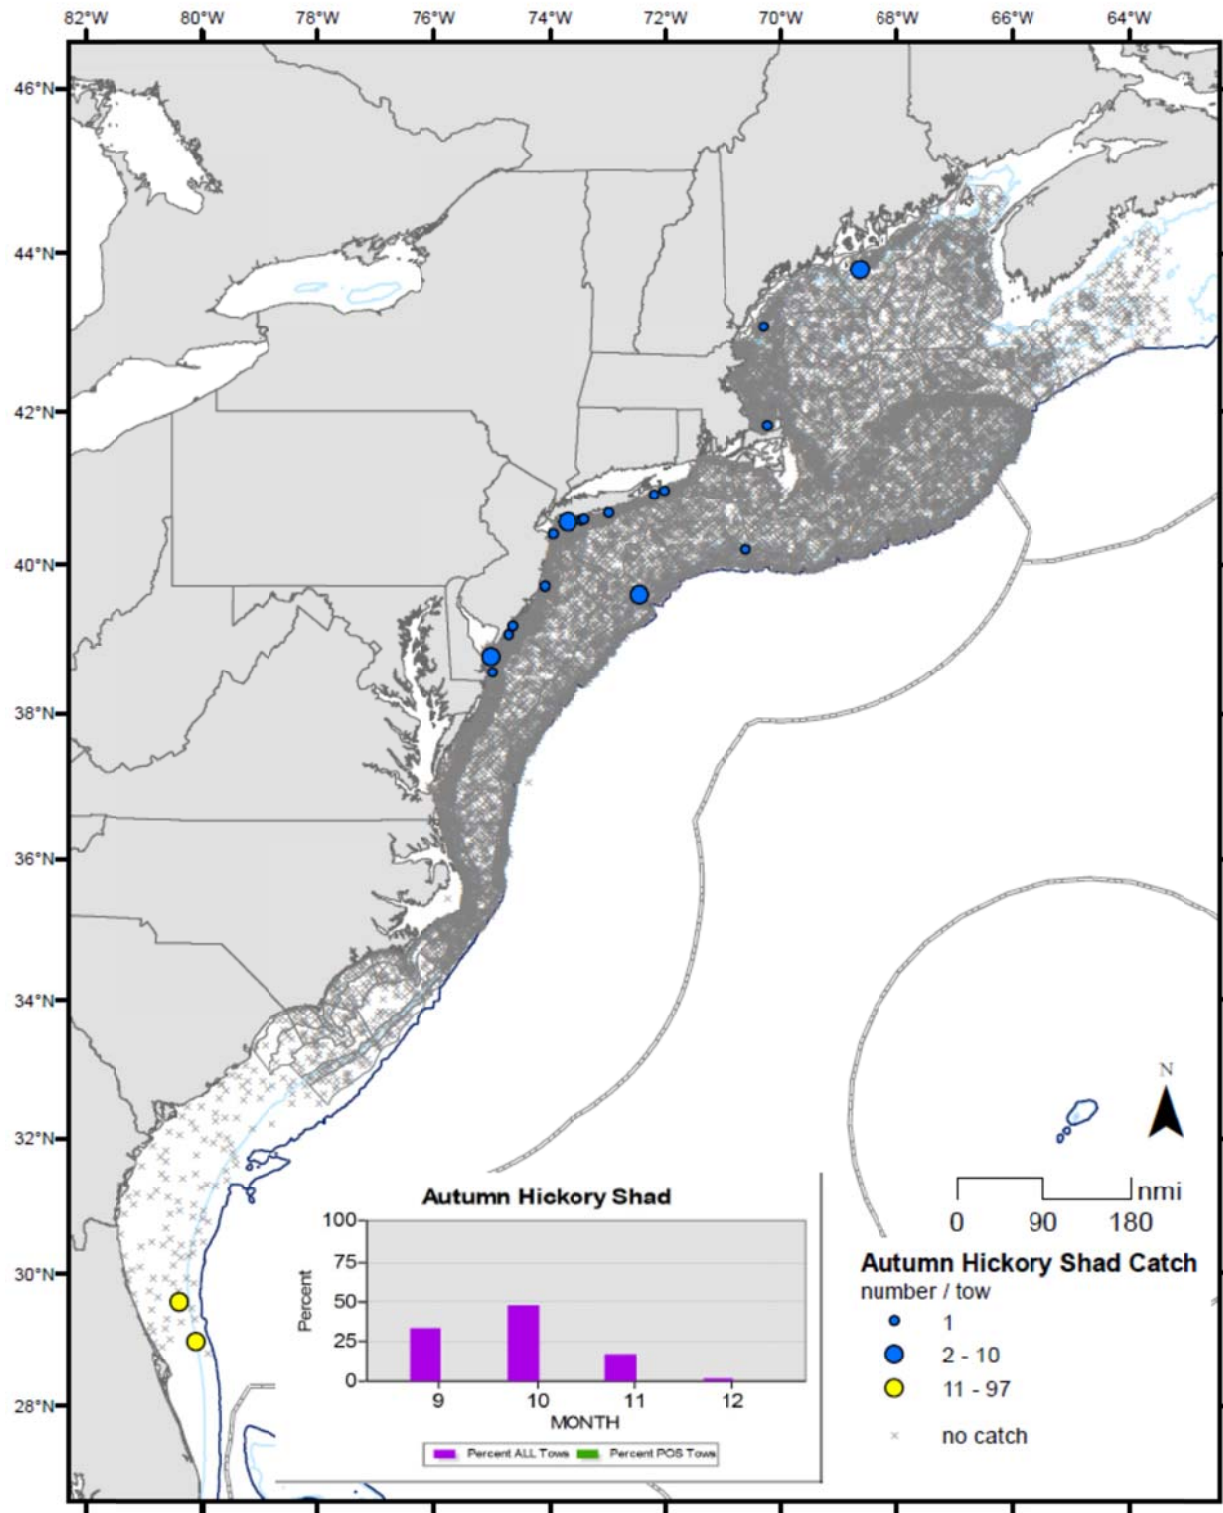 82°W 80°W 78°W 76°W 74°W 72°W 70°W 68°W 66°W 64°W
46°N
44°N
42°N
40°N
38°N
36°N
34°N
32°N
30°N
28°N
N
nmi
0 90 180
Autumn Hickory Shad Catch
number / tow
1
2 - 10
11 - 97
no catch
Autumn Hickory Shad
Percent
100
75
50
25
0
9 10 11 12
MONTH
Percent ALL Tows Percent POS Tows